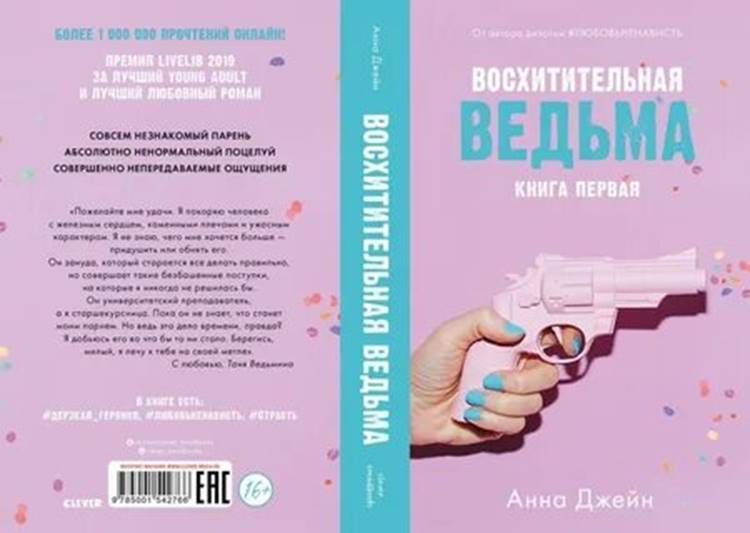 БОЛЕЕ 1 000 000 ПРОЧТЕНИЙ ОНЛАЙН!
ПРЕМИЯ LIVELIB 2019
ЗА ЛУЧШИЙ YOUNG ADULT
И ЛУЧШИЙ ЛЮБОВНЫЙ РОМАН
СОВСЕМ НЕЗНАКОМЫЙ ПАРЕНЬ
АБСОЛЮТНО НЕНОРМАЛЬНЫЙ ПОЦЕЛУЙ
СОВЕРШЕННО НЕПЕРЕДАВАЕМЫЕ ОЩУЩЕНИЯ
«Пожелайте мне удачи. Я покоряю человека
с железным сердцем, каменными плечами и ужасным
характером. Я не знаю, чего мне хочется больше —
придушить или обнять его.
Он зануда, который старается все делать правильно,
но совершает такие безбашенные поступки,
на которые я никогда не решилась бы.
Он университетский преподаватель,
а я старшекурсница. Пока он не знает, что станет
моим парнем. Но ведь это дело времени, правда?
Я добьюсь его во что бы то ни стало. Берегись,
милый, я лечу к тебе на своей метле».
С любовью, Таня Ведьмина
В КНИГЕ ЕСТЬ:
#ДЕРЗКАЯ_ГЕРОИНЯ, #ЛЮБОВЬНЕНАВИСТЬ, #СТРАСТЬ
CLEVER
9 785001 542766
EAC
16+
Анна Джейн
ВОСХИТИТЕЛЬНАЯ ВЕДЬМА
clever
От автора дилогии #ЛЮБОВЬНЕНАВИСТЬ
ВОСХИТИТЕЛЬНАЯ
ВЕДЬМА
КНИГА ПЕРВАЯ
Анна Джейн